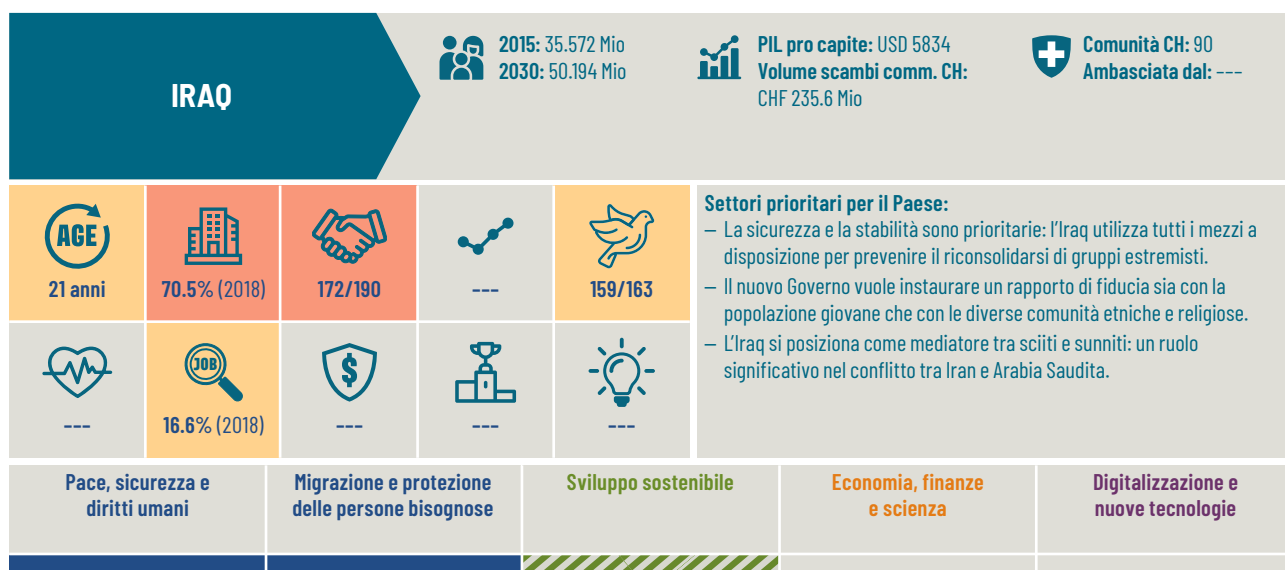 IRAQ
2015: 35.572 Mio
2030: 50.194 Mio
PIL pro capite: USD 5834
Volume scambi comm. CH:
CHF 235.6 Mio
Comunità CH: 90
Ambasciata dal: ---
AGE
21 anni
70.5% (2018)
172/190
---
159/163
---
JOB
16.6% (2018)
$
---
---
---
Settori prioritari per il Paese:
– La sicurezza e la stabilità sono prioritarie: l’Iraq utilizza tutti i mezzi a
disposizione per prevenire il riconsolidarsi di gruppi estremisti.
– Il nuovo Governo vuole instaurare un rapporto di fiducia sia con la
popolazione giovane che con le diverse comunità etniche e religiose.
– L’Iraq si posiziona come mediatore tra sciiti e sunniti: un ruolo
significativo nel conflitto tra Iran e Arabia Saudita.
Pace, sicurezza e
diritti umani
Migrazione e protezione
delle persone bisognose
Sviluppo sostenibile
Economia, finanze
e scienza
Digitalizzazione e
nuove tecnologie